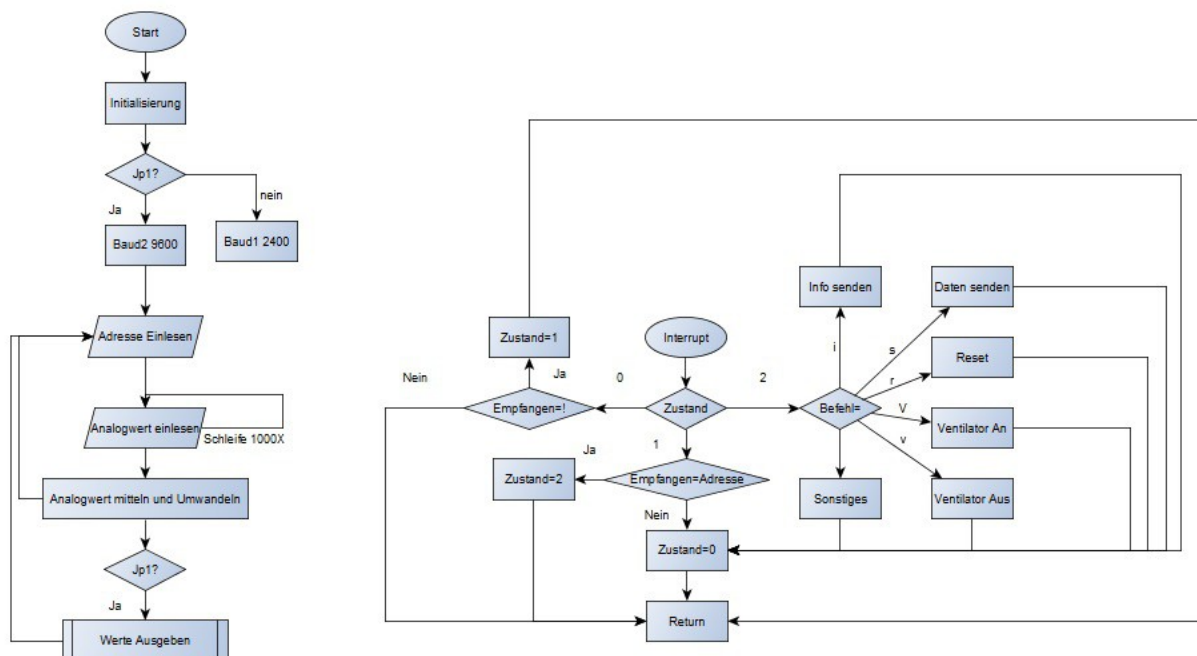 Start
Initialisierung
Jp1?
nein
Ja
Baud2 9600
Baud1 2400
Adresse Einlesen
Analogwert einlesen
Schleife 1000X
Analogwert mitteln und Umwandeln
Jp1?
Ja
Werte Ausgeben
Interrupt
Zustand
0
Empfangen=!
Ja
Nein
Zustand=1
1
Empfangen=Adresse
Ja
Zustand=2
Nein
Zustand=0
Return
2
Befehl=
i
Info senden
s
Daten senden
r
Reset
V
Ventilator An
v
Ventilator Aus
Sonstiges